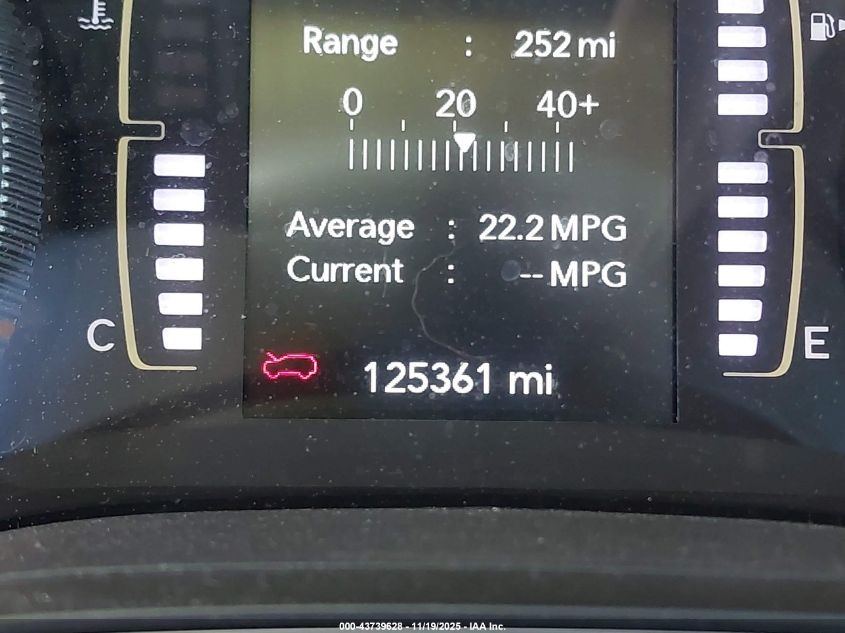 Range : 252 mi
0 20 40+
Average : 22.2 MPG
Current : -- MPG
C
E
125361 mi
000-43739628 - 11/19/2025 - IAA Inc.